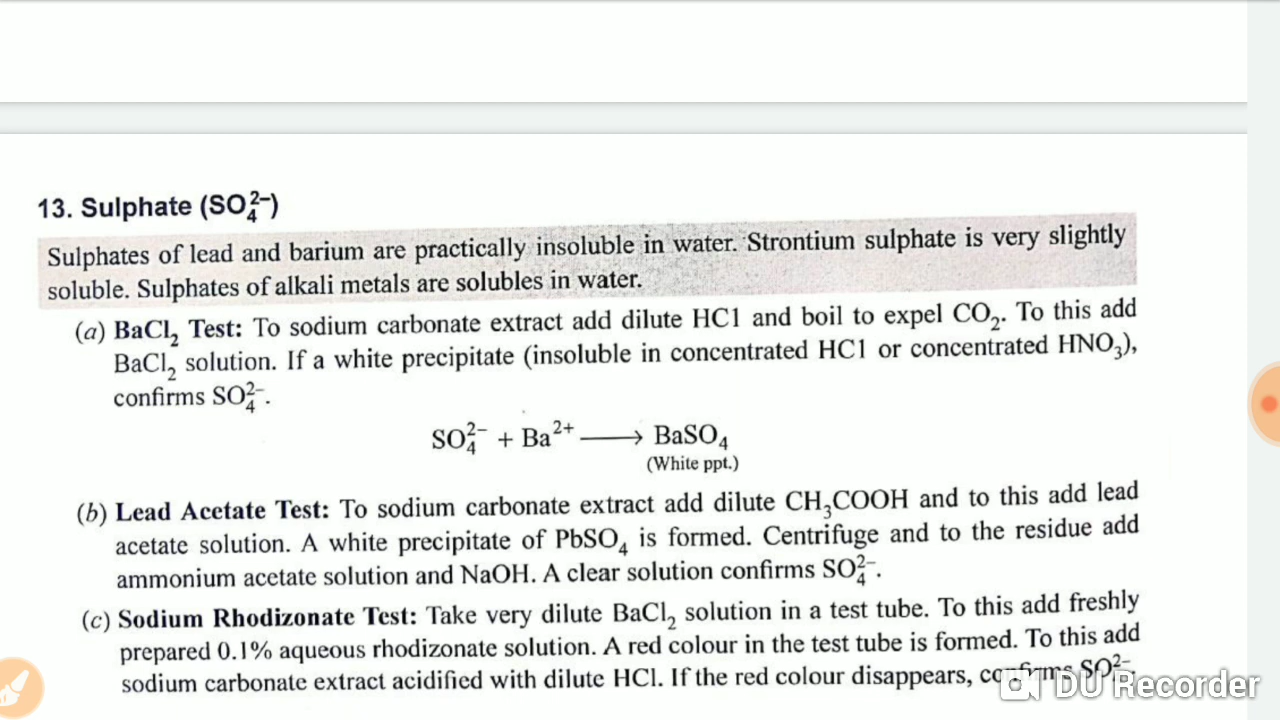 13. Sulphate (SO₄²⁻)
Sulphates of lead and barium are practically insoluble in water. Strontium sulphate is very slightly
soluble. Sulphates of alkali metals are solubles in water.
(a) BaCl₂ Test: To sodium carbonate extract add dilute HCl and boil to expel CO₂. To this add
BaCl₂ solution. If a white precipitate (insoluble in concentrated HCl or concentrated HNO₃),
confirms SO₄²⁻.
SO₄²⁻ + Ba²⁺ ⟶ BaSO₄
(White ppt.)
(b) Lead Acetate Test: To sodium carbonate extract add dilute CH₃COOH and to this add lead
acetate solution. A white precipitate of PbSO₄ is formed. Centrifuge and to the residue add
ammonium acetate solution and NaOH. A clear solution confirms SO₄²⁻.
(c) Sodium Rhodizonate Test: Take very dilute BaCl₂ solution in a test tube. To this add freshly
prepared 0.1% aqueous rhodizonate solution. A red colour in the test tube is formed. To this add
sodium carbonate extract acidified with dilute HCl. If the red colour disappears, confirms SO₄²⁻.
DU Recorder